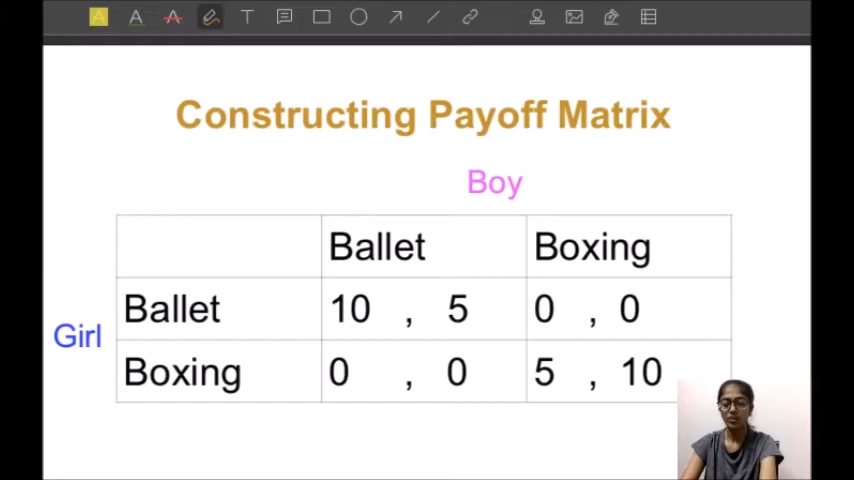 Constructing Payoff Matrix
Boy
Ballet Boxing
Ballet 10 , 5 0 , 0
Girl
Boxing 0 , 0 5 , 10